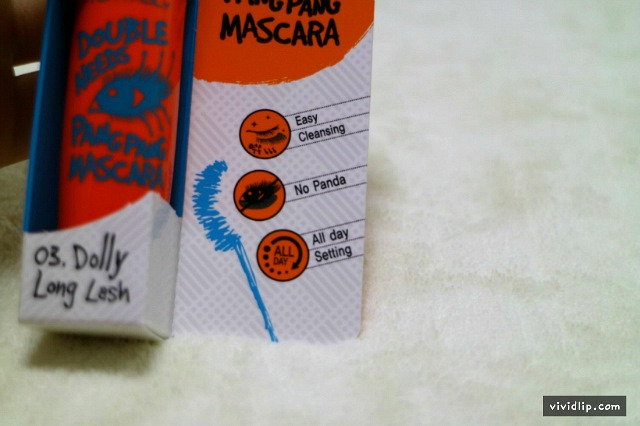 DOUBLE
NEEDS
PANG PANG
MASCARA
03. Dolly
Long Lash
PANG PANG
MASCARA
Easy
Cleansing
No Panda
ALL
DAY
All day
Setting
vividlip.com